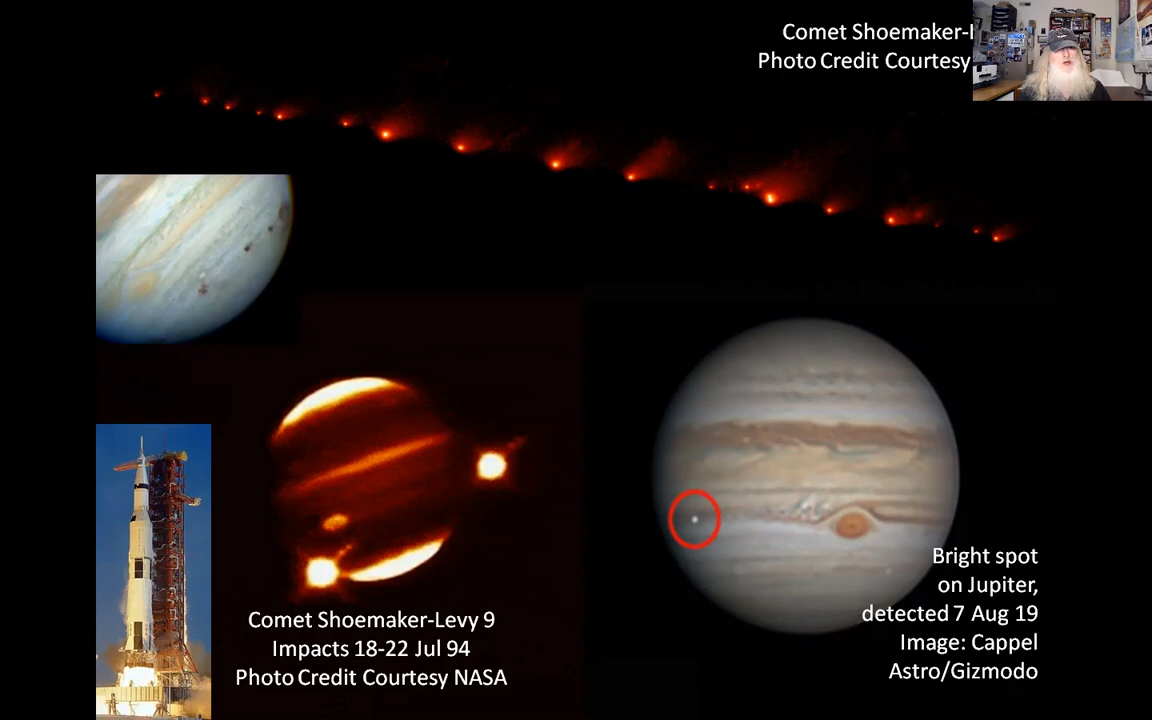 Comet Shoemaker-
Photo Credit Courtesy
Comet Shoemaker-Levy 9
Impacts 18-22 Jul 94
Photo Credit Courtesy NASA
Bright spot
on Jupiter,
detected 7 Aug 19
Image: Cappel
Astro/Gizmodo